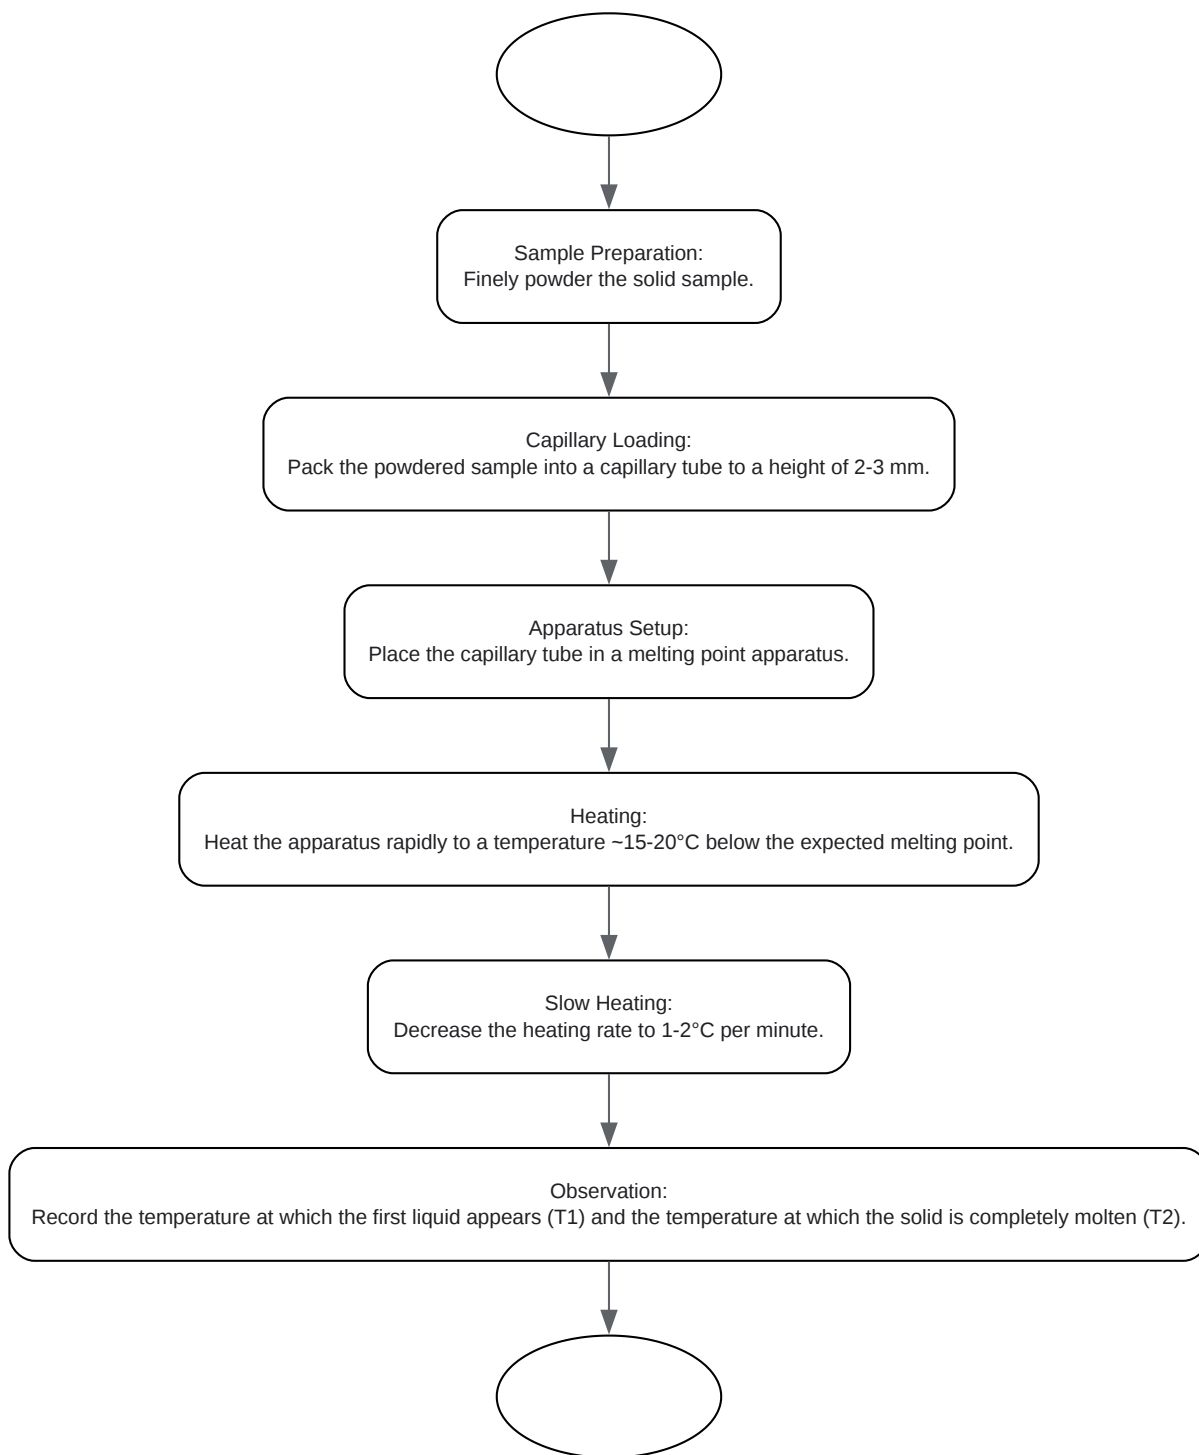 Sample Preparation:
Finely powder the solid sample.
Capillary Loading:
Pack the powdered sample into a capillary tube to a height of 2-3 mm.
Apparatus Setup:
Place the capillary tube in a melting point apparatus.
Heating:
Heat the apparatus rapidly to a temperature ~15-20°C below the expected melting point.
Slow Heating:
Decrease the heating rate to 1-2°C per minute.
Observation:
Record the temperature at which the first liquid appears (T1) and the temperature at which the solid is completely molten (T2).